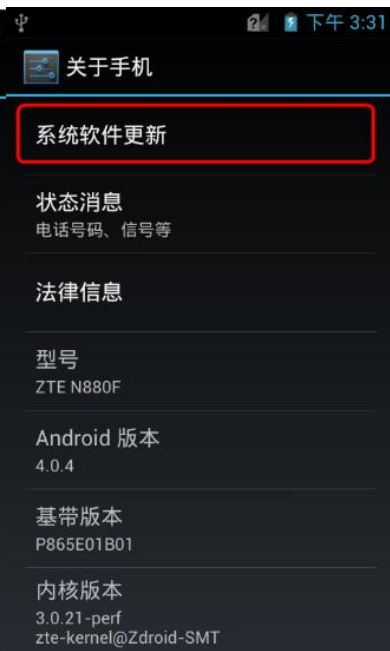 下午 3:31
关于手机
系统软件更新
状态消息
电话号码、信号等
法律信息
型号
ZTE N880F
Android 版本
4.0.4
基带版本
P865E01B01
内核版本
3.0.21-perf
zte-kernel@Zdroid-SMT